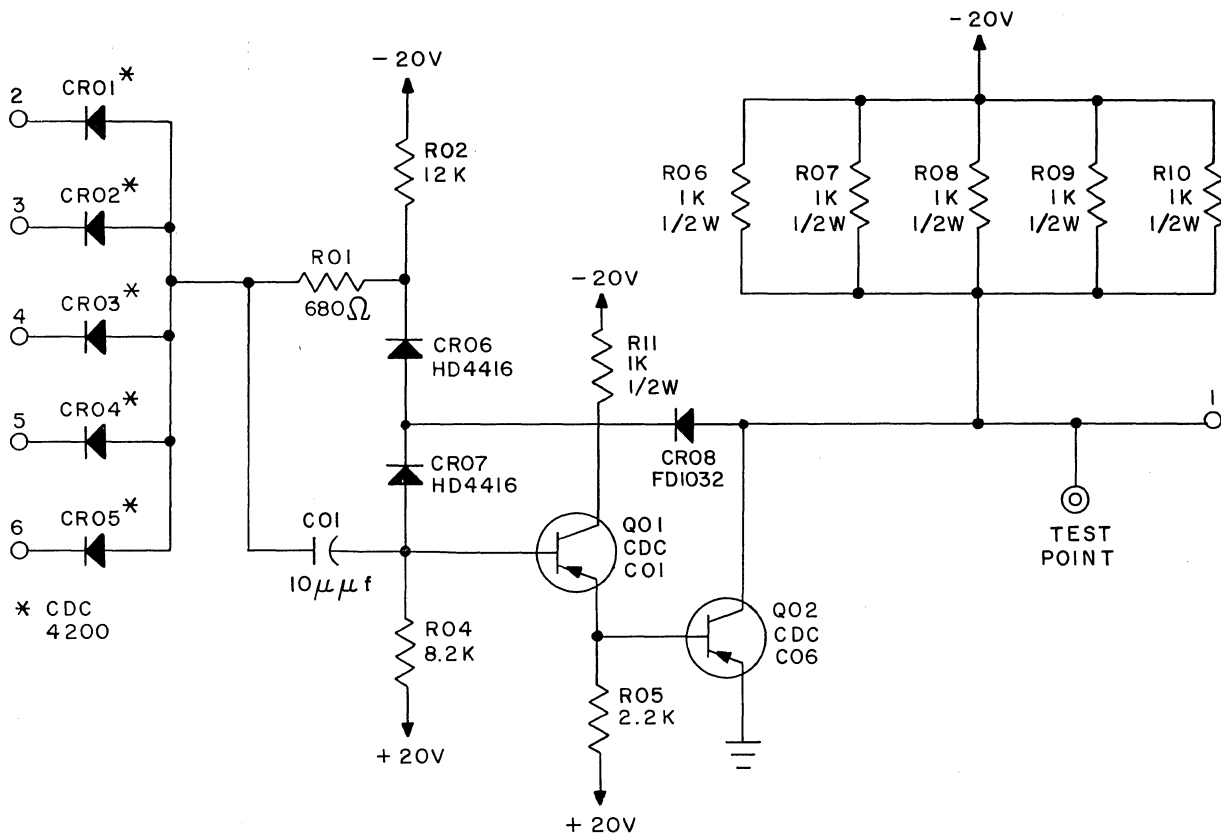 2
CR01*
3
CR02*
4
CR03*
5
CR04*
6
CR05*
* CDC
4200
R01
680Ω
C01
10μμf
-20V
R02
12K
CR06
HD4416
CR07
HD4416
R04
8.2K
+20V
-20V
R11
1K
1/2W
Q01
CDC
C01
R05
2.2K
+20V
CR08
FD1032
Q02
CDC
C06
-20V
R06
1K
1/2W
R07
1K
1/2W
R08
1K
1/2W
R09
1K
1/2W
R10
1K
1/2W
1
TEST
POINT